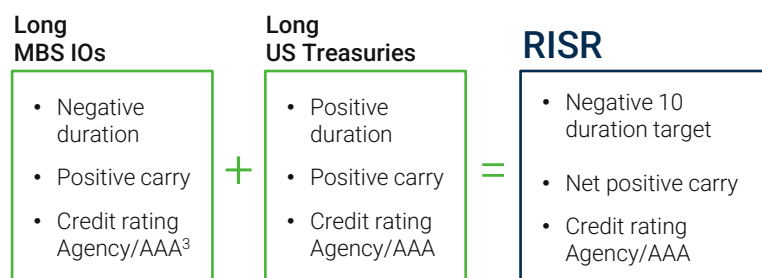 Long
MBS IOs
• Negative
duration
• Positive carry
• Credit rating
Agency/AAA³
+
Long
US Treasuries
• Positive
duration
• Positive carry
• Credit rating
Agency/AAA
=
RISR
• Negative 10
duration target
• Net positive carry
• Credit rating
Agency/AAA